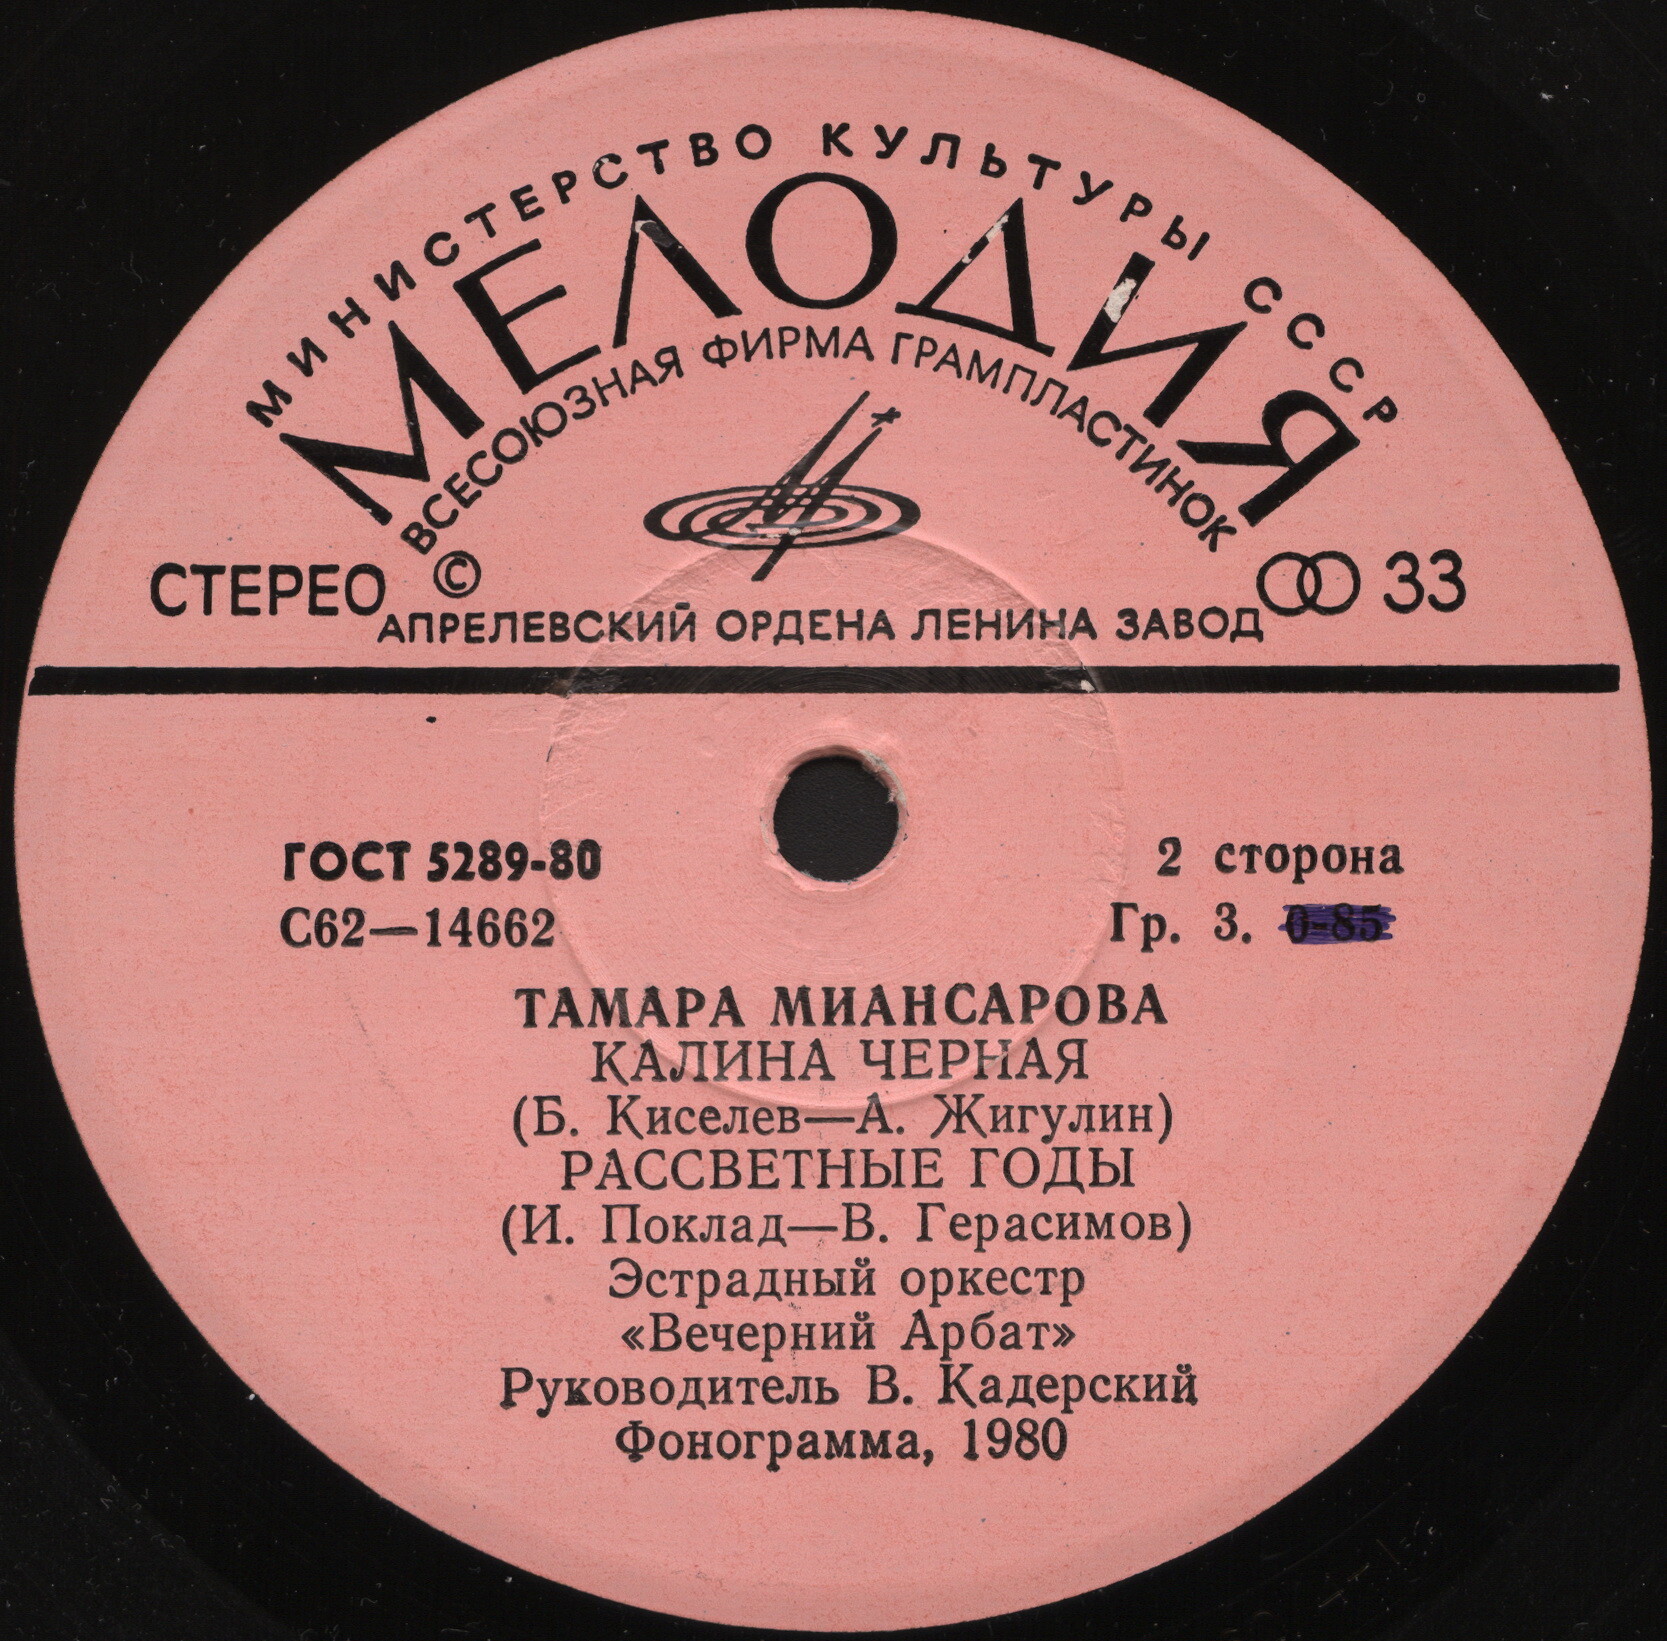 МИНИСТЕРСТВО КУЛЬТУРЫ СССР
МЕЛОДИЯ
ВСЕСОЮЗНАЯ ФИРМА ГРАМПЛАСТИНОК
СТЕРЕО © 33
АПРЕЛЕВСКИЙ ОРДЕНА ЛЕНИНА ЗАВОД
ГОСТ 5289-80 2 сторона
С62—14662 Гр. 3. 0-85
ТАМАРА МИАНСАРОВА
КАЛИНА ЧЕРНАЯ
(Б. Киселев—А. Жигулин)
РАССВЕТНЫЕ ГОДЫ
(И. Поклад—В. Герасимов)
Эстрадный оркестр
«Вечерний Арбат»
Руководитель В. Кадерский
Фонограмма, 1980